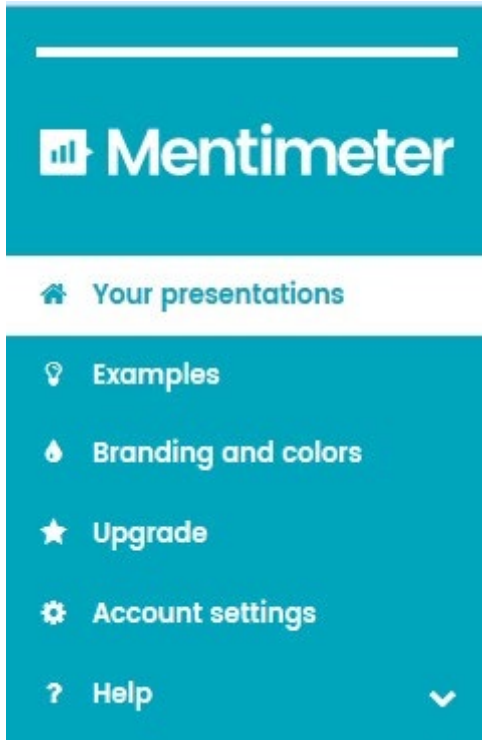 Mentimeter
Your presentations
Examples
Branding and colors
Upgrade
Account settings
? Help